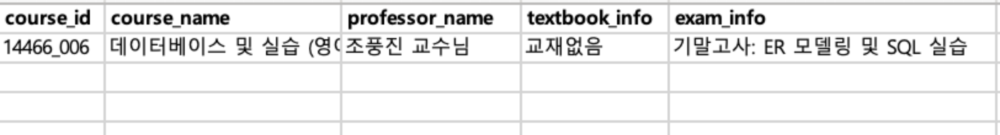 course_id course_name professor_name textbook_info exam_info
14466_006 데이터베이스 및 실습 (영 조풍진 교수님 교재없음 기말고사: ER 모델링 및 SQL 실습